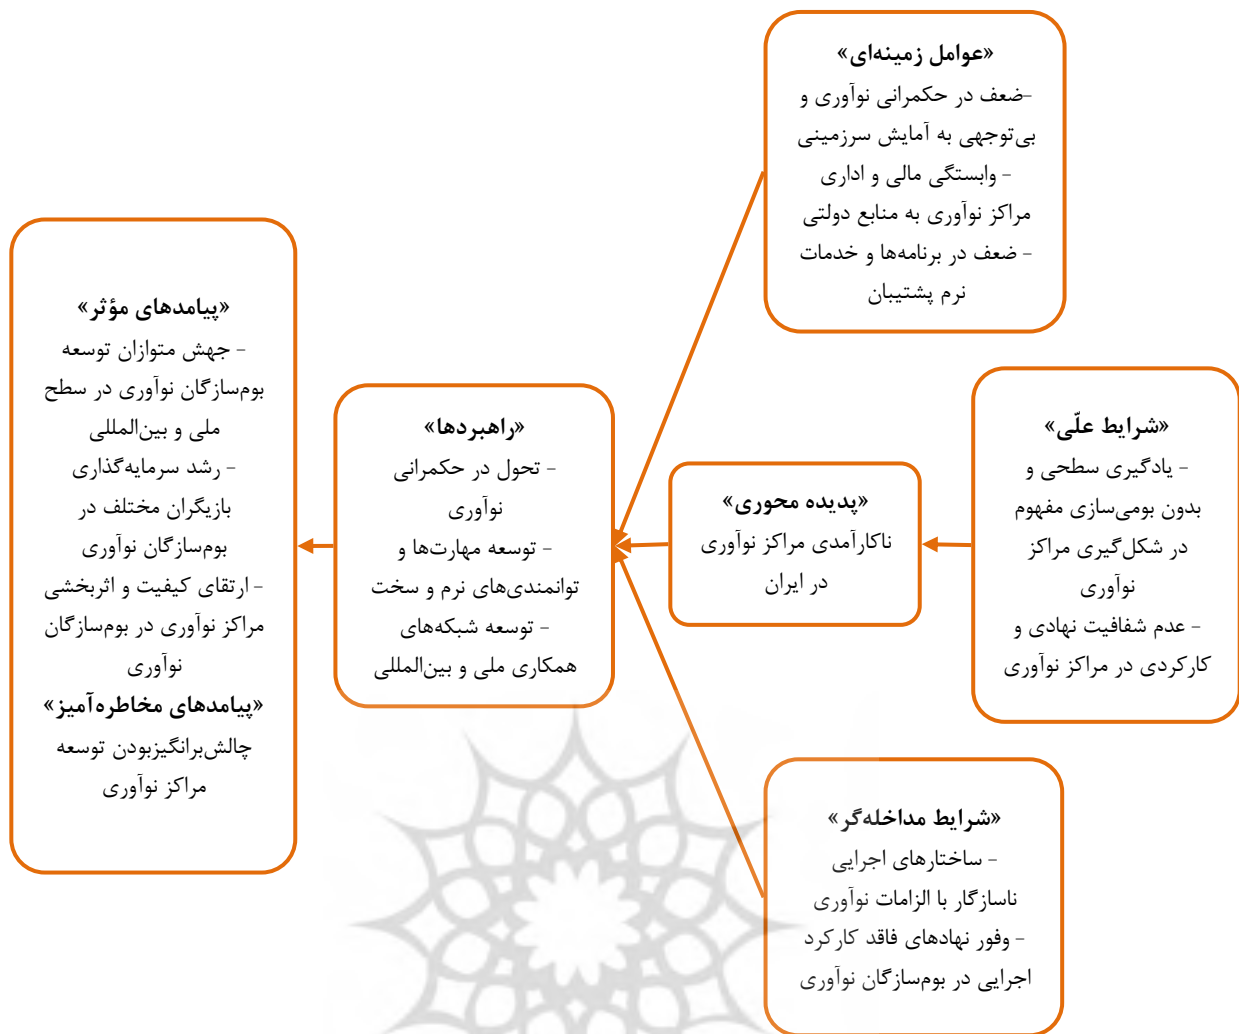 «عوامل زمینه‌ای»
-ضعف در حکمرانی نوآوری و
بی‌توجهی به آمایش سرزمینی
- وابستگی مالی و اداری
مراکز نوآوری به منابع دولتی
- ضعف در برنامه‌ها و خدمات
نرم پشتیبان
«شرایط علّی»
- یادگیری سطحی و
بدون بومی‌سازی مفهوم
در شکل‌گیری مراکز
نوآوری
- عدم شفافیت نهادی و
کارکردی در مراکز نوآوری
«پدیده محوری»
ناکارآمدی مراکز نوآوری
در ایران
«شرایط مداخله‌گر»
- ساختارهای اجرایی
ناسازگار با الزامات نوآوری
- وفور نهادهای فاقد کارکرد
اجرایی در بوم‌سازگان نوآوری
«راهبردها»
- تحول در حکمرانی
نوآوری
- توسعه مهارت‌ها و
توانمندی‌های نرم و سخت
- توسعه شبکه‌های
همکاری ملی و بین‌المللی
«پیامدهای مؤثر»
- جهش متوازان توسعه
بوم‌سازگان نوآوری در سطح
ملی و بین‌المللی
- رشد سرمایه‌گذاری
بازیگران مختلف در
بوم‌سازگان نوآوری
- ارتقای کیفیت و اثربخشی
مراکز نوآوری در بوم‌سازگان
نوآوری
«پیامدهای مخاطره‌آمیز»
چالش‌برانگیزبودن توسعه
مراکز نوآوری